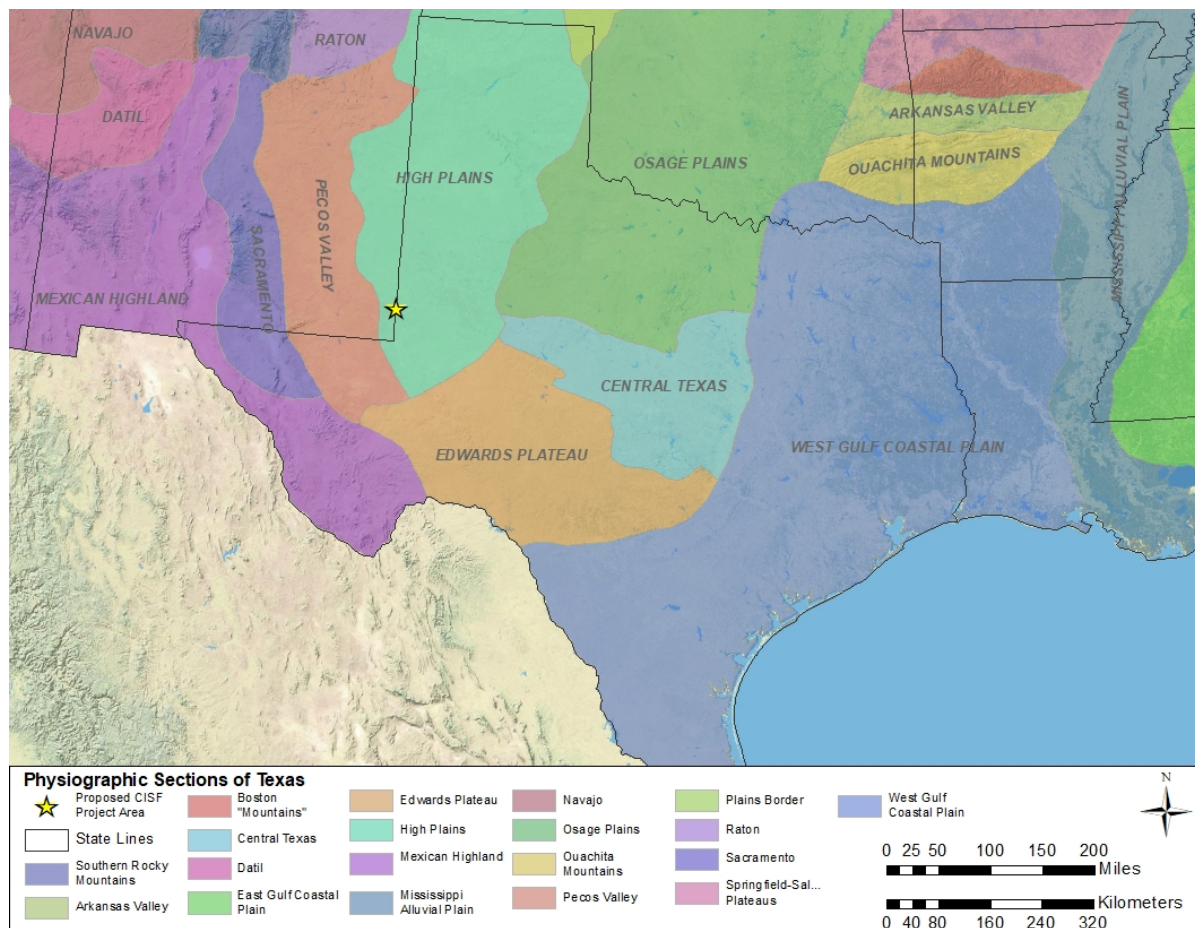 NAVAJO
RATON
DATIL
ARKANSAS VALLEY
OUACHITA MOUNTAINS
OSAGE PLAINS
HIGH PLAINS
PECOS VALLEY
MISSISSIPPI ALLUVIAL PLAIN
SACRAMENTO
MEXICAN HIGHLAND
CENTRAL TEXAS
WEST GULF COASTAL PLAIN
EDWARDS PLATEAU
Physiographic Sections of Texas
Proposed CISF
Project Area
State Lines
Southern Rocky
Mountains
Arkansas Valley
Boston
"Mountains"
Central Texas
Datil
East Gulf Coastal
Plain
Edwards Plateau
High Plains
Mexican Highland
Mississippi
Alluvial Plain
Navajo
Osage Plains
Ouachita
Mountains
Pecos Valley
Plains Border
Raton
Sacramento
Springfield-Sal...
Plateaus
West Gulf
Coastal Plain
N
0 25 50 100 150 200
Miles
Kilometers
0 40 80 160 240 320